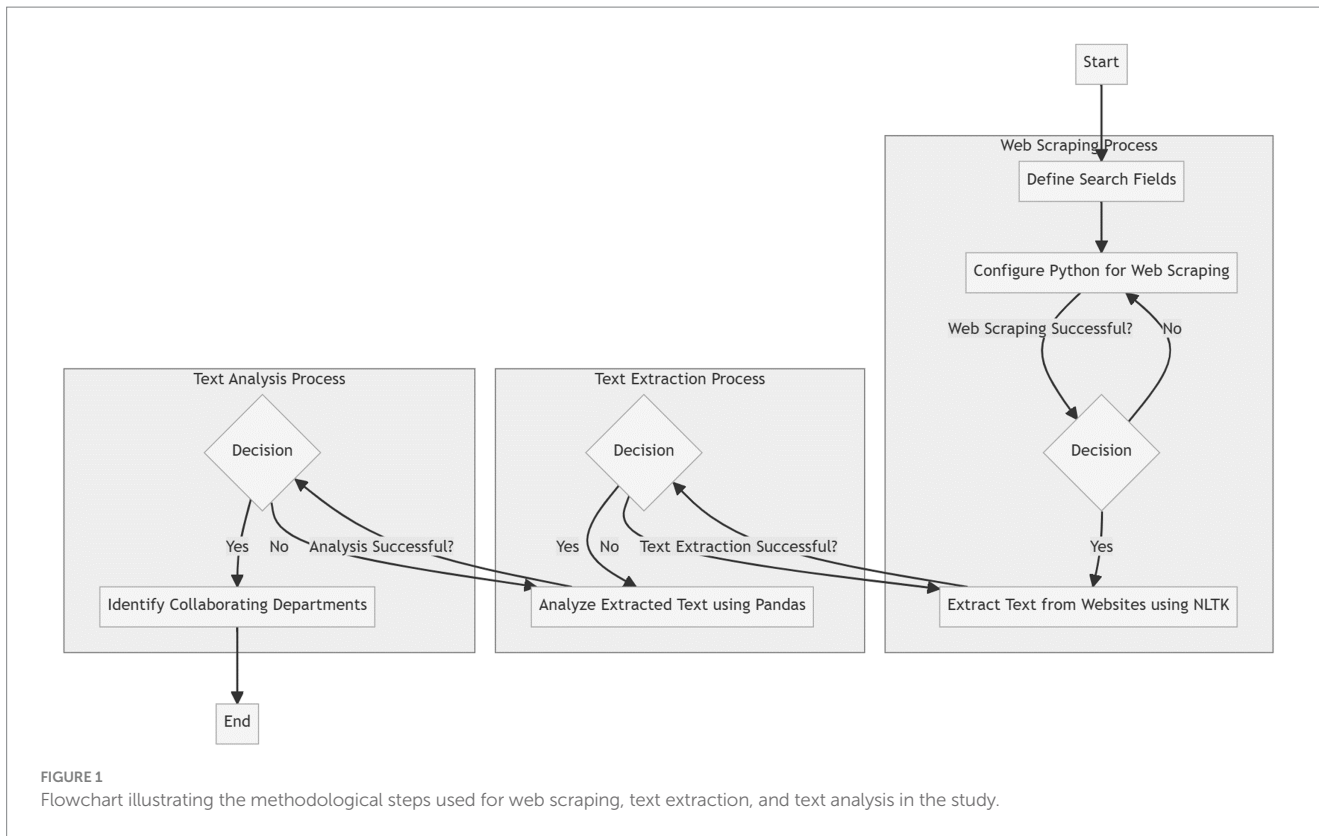 Start
Web Scraping Process
Define Search Fields
Configure Python for Web Scraping
Web Scraping Successful?
No
Decision
Yes
Extract Text from Websites using NLTK
Text Extraction Process
Decision
Yes
No
Text Extraction Successful?
Analyze Extracted Text using Pandas
Text Analysis Process
Decision
Yes
No
Analysis Successful?
Identify Collaborating Departments
End
FIGURE 1
Flowchart illustrating the methodological steps used for web scraping, text extraction, and text analysis in the study.